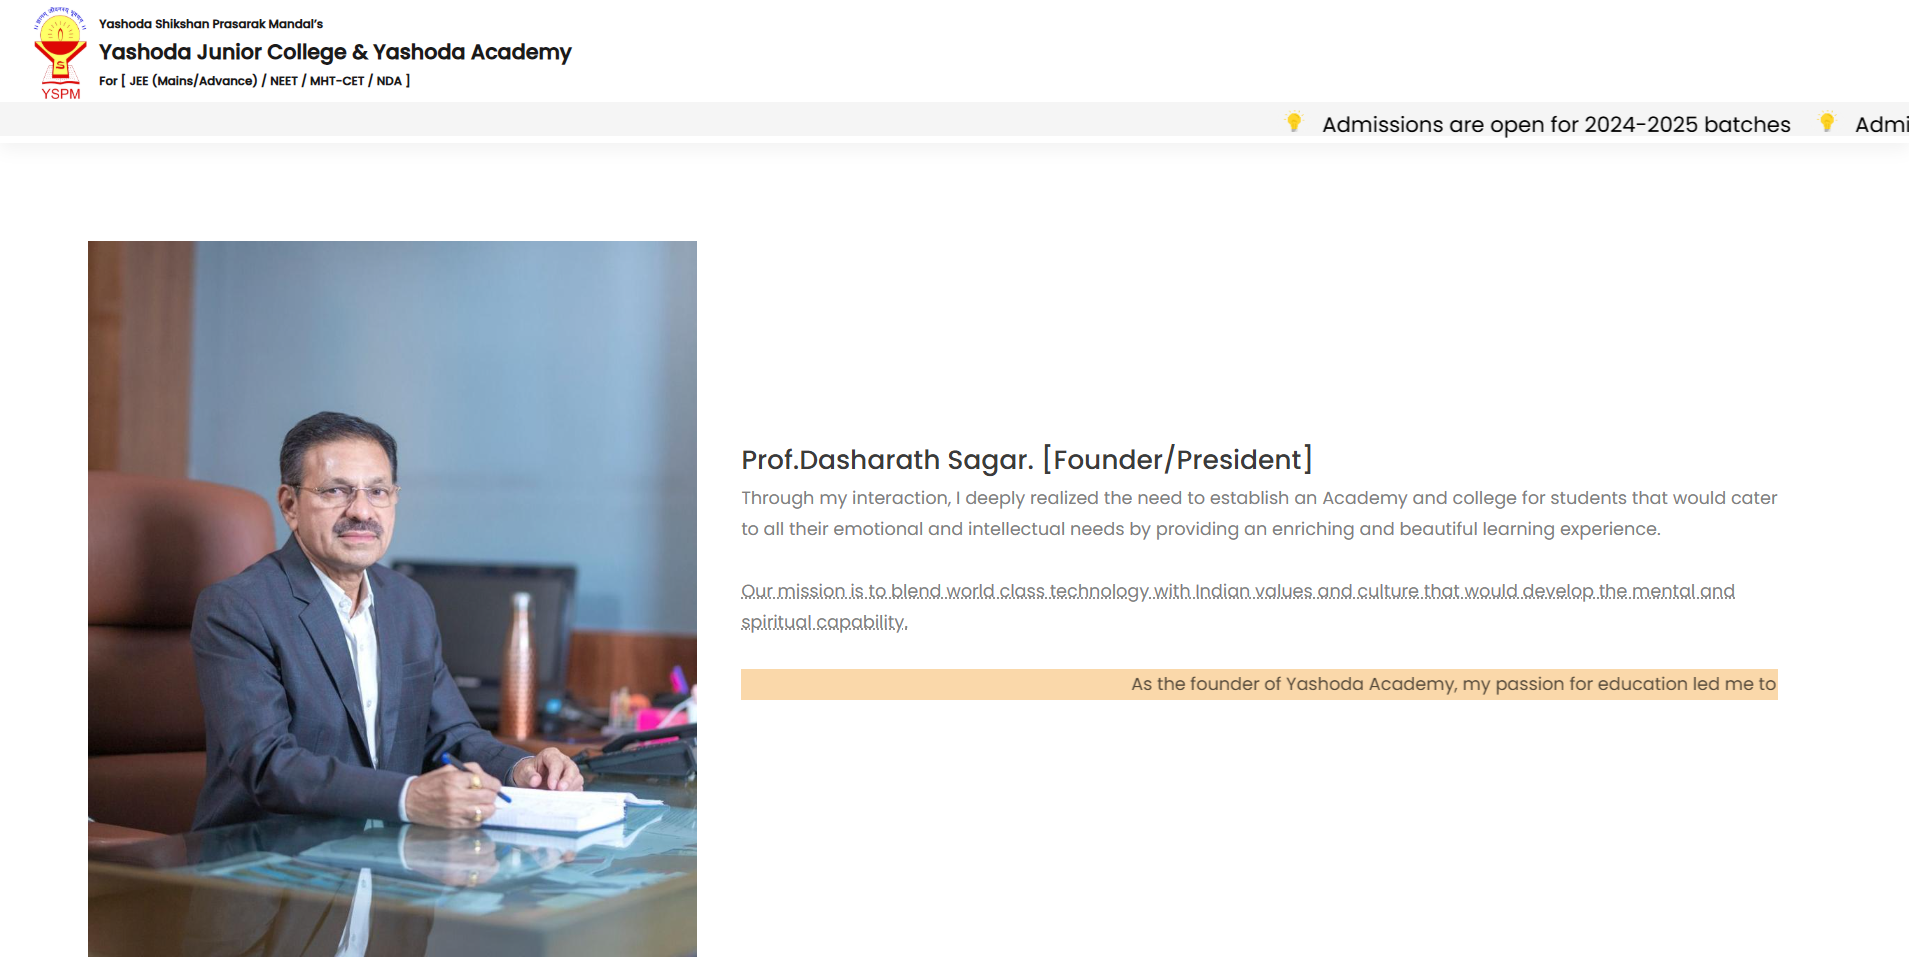 Yashoda Shikshan Prasarak Mandal's
Yashoda Junior College & Yashoda Academy
For [ JEE (Mains/Advance) / NEET / MHT-CET / NDA ]
S
YSPM
Admissions are open for 2024-2025 batches Admi
Prof.Dasharath Sagar. [Founder/President]
Through my interaction, I deeply realized the need to establish an Academy and college for students that would cater
to all their emotional and intellectual needs by providing an enriching and beautiful learning experience.
Our mission is to blend world class technology with Indian values and culture that would develop the mental and
spiritual capability.
As the founder of Yashoda Academy, my passion for education led me to